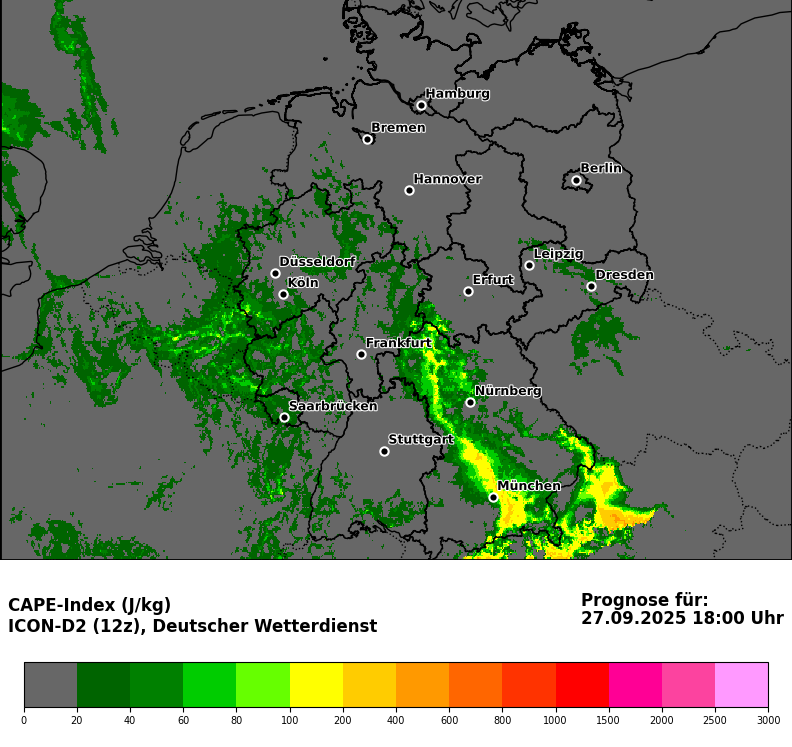 Hamburg
Bremen
Berlin
Hannover
Leipzig
Düsseldorf
Dresden
Köln
Erfurt
Frankfurt
Nürnberg
Saarbrücken
Stuttgart
München
CAPE-Index (J/kg)
ICON-D2 (12z), Deutscher Wetterdienst
Prognose für:
27.09.2025 18:00 Uhr
0 20 40 60 80 100 200 400 600 800 1000 1500 2000 2500 3000